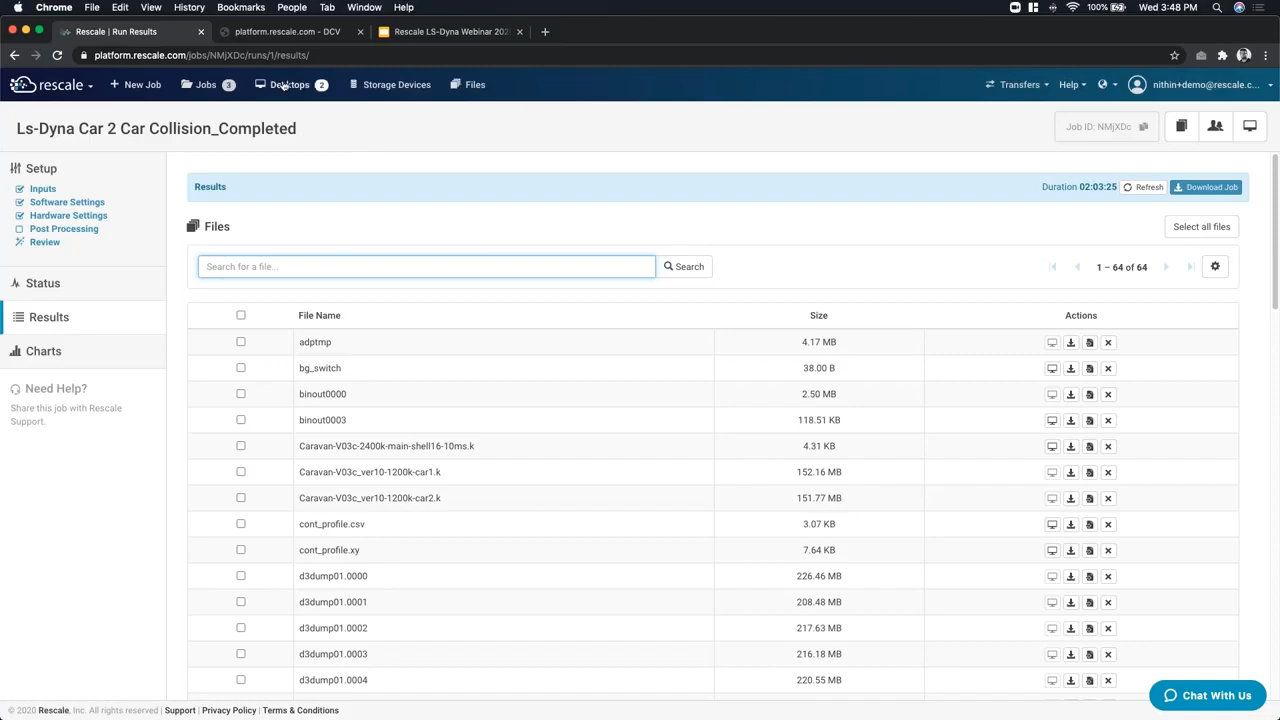 Chrome File Edit View History Bookmarks People Tab Window Help 100% Wed 3:48 PM
Rescale | Run Results platform.rescale.com - DCV Rescale LS-Dyna Webinar 202
platform.rescale.com/jobs/NMjXDc/runs/1/results/
rescale New Job Jobs 3 Desktops 2 Storage Devices Files Transfers Help nithin+demo@rescale.c...
Ls-Dyna Car 2 Car Collision_Completed
Job ID: NMjXDc
Setup
Inputs
Software Settings
Hardware Settings
Post Processing
Review
Status
Results
Charts
Need Help?
Share this job with Rescale
Support.
Results Duration 02:03:25 Refresh Download Job
Files Select all files
Search for a file... Search 1 – 64 of 64
File Name Size Actions
adptmp 4.17 MB
bg_switch 38.00 B
binout0000 2.50 MB
binout0003 118.51 KB
Caravan-V03c-2400k-main-shell16-10ms.k 4.31 KB
Caravan-V03c_ver10-1200k-car1.k 152.16 MB
Caravan-V03c_ver10-1200k-car2.k 151.77 MB
cont_profile.csv 3.07 KB
cont_profile.xy 7.64 KB
d3dump01.0000 226.46 MB
d3dump01.0001 208.48 MB
d3dump01.0002 217.63 MB
d3dump01.0003 216.18 MB
d3dump01.0004 220.55 MB
Chat With Us
© 2020 Rescale, Inc. All rights reserved | Support | Privacy Policy | Terms & Conditions